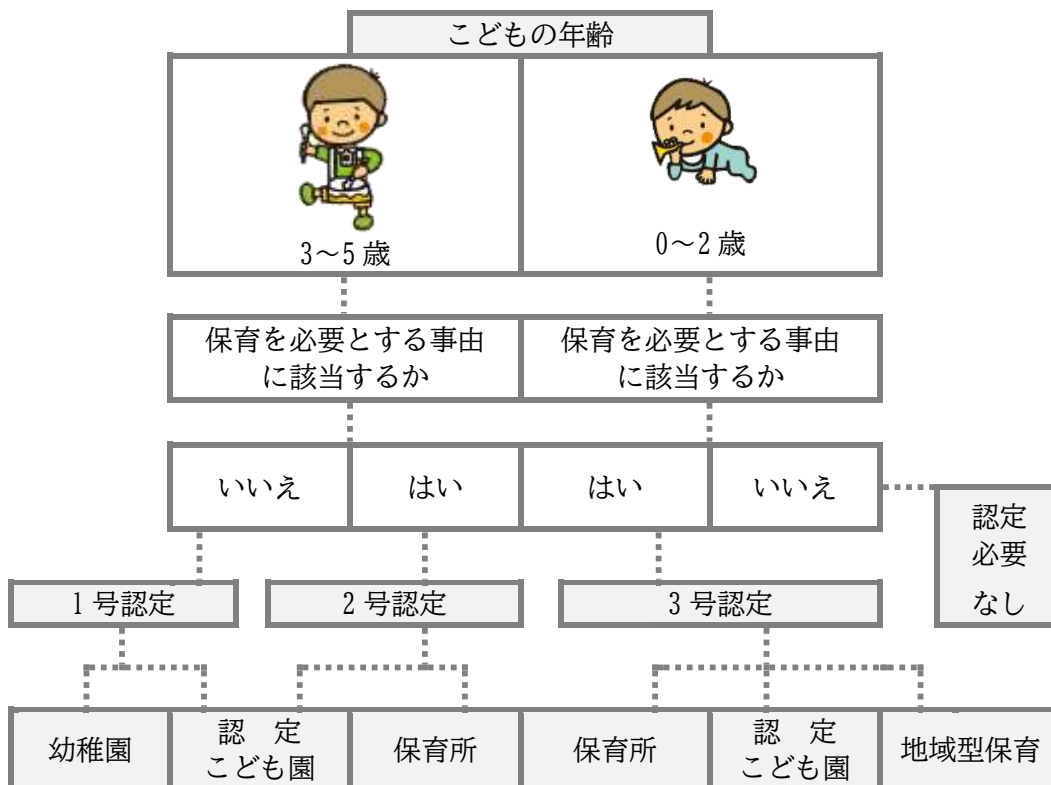 こどもの年齢
3～5 歳
0～2 歳
保育を必要とする事由
に該当するか
保育を必要とする事由
に該当するか
いいえ
はい
はい
いいえ
認定
必要
なし
1 号認定
2 号認定
3 号認定
幼稚園
認 定
こども園
保育所
保育所
認 定
こども園
地域型保育